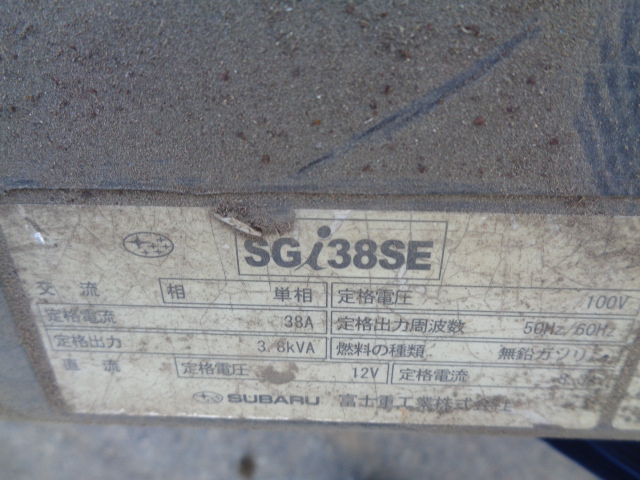 SGi38SE
交流 相 単相 定格電圧 100V
定格電流 38A 定格出力周波数 50Hz/60Hz
定格出力 3.8kVA 燃料の種類 無鉛ガソリン
直流 定格電圧 12V 定格電流
SUBARU 富士重工業株式会社